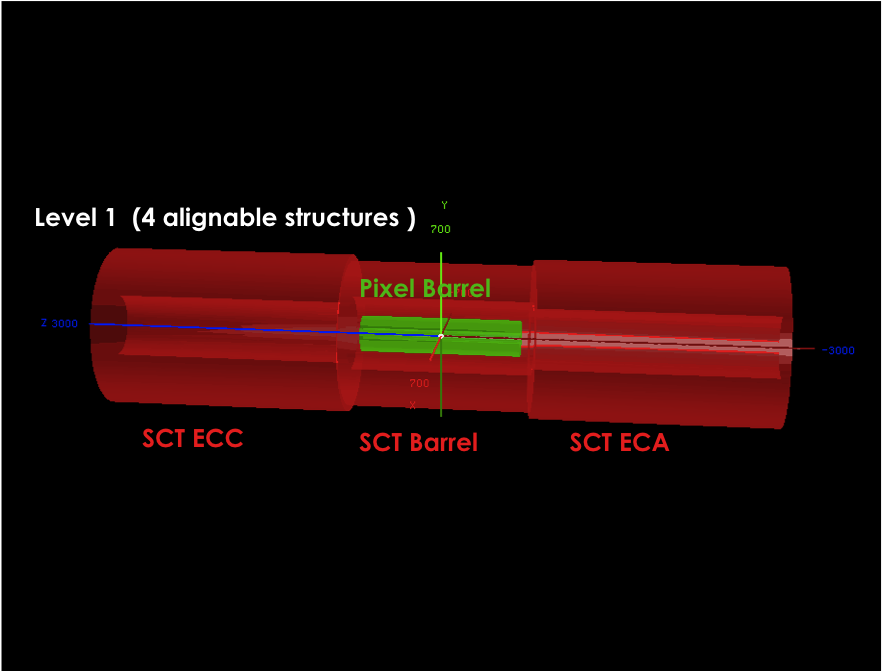 Level 1 (4 alignable structures )
Y
700
Pixel Barrel
Z 3000
-3000
700
X
SCT ECC
SCT Barrel
SCT ECA